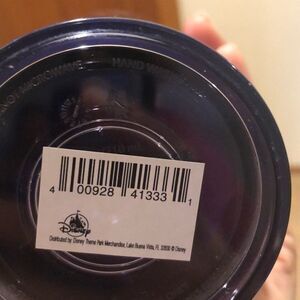 NOT MICROWAVE
HAND W
4 00928 41333 1
Disney
Distributed by: Disney Theme Park Merchandise, Lake Buena Vista, FL 32830 © Disney